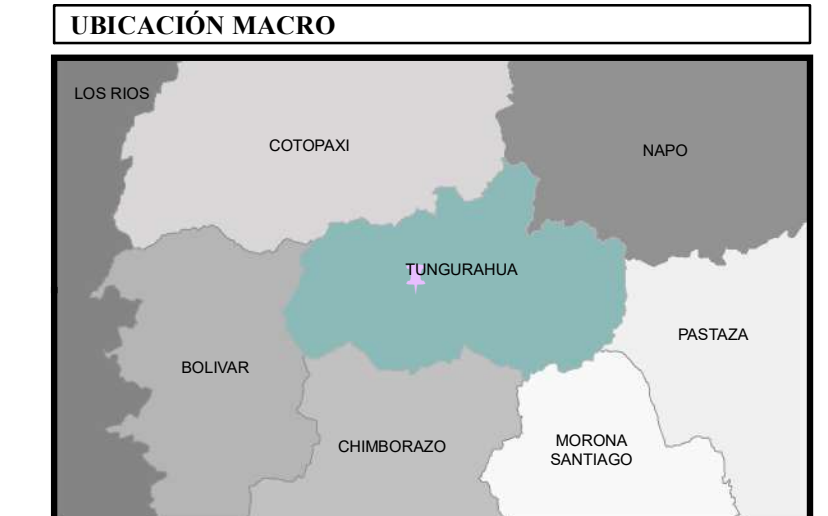 UBICACIÓN MACRO
LOS RIOS
COTOPAXI
NAPO
TUNGURAHUA
PASTAZA
BOLIVAR
CHIMBORAZO
MORONA
SANTIAGO